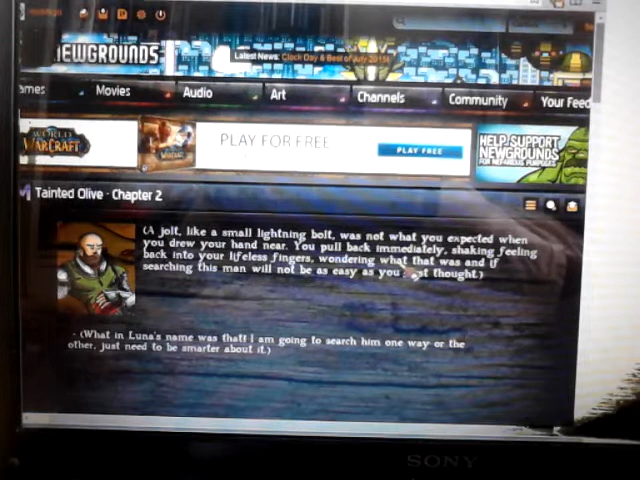 NEWGROUNDS
Latest News: Clock Day & Best of July 2015!
Movies
Audio
Art
Channels
Community
Your Feed
WORLD
WARCRAFT
PLAY FOR FREE
PLAY FREE
HELP SUPPORT
NEWGROUNDS
FOR NEFARIOUS PURPOSES
Tainted Olive - Chapter 2
(A jolt, like a small lightning bolt, was not what you expected when
you drew your hand near. You pull back immediately, shaking feeling
back into your lifeless fingers, wondering what that was and if
searching this man will not be as easy as you thought.)
- (What in Luna's name was that! I am going to search him one way or the
other, just need to be smarter about it.)
SONY